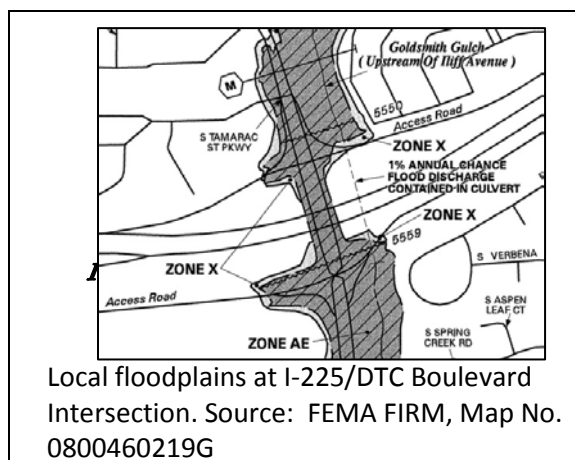 Goldsmith Gulch
( Upstream Of Iliff Avenue )
M
5550
Access Road
S TAMARAC
ST PKWY
ZONE X
1% ANNUAL CHANCE
FLOOD DISCHARGE
CONTAINED IN CULVERT
ZONE X
5559
S VERBENA
ZONE X
I
Access Road
S ASPEN
LEAF CT
S SPRING
CREEK RD
ZONE AE
Local floodplains at I-225/DTC Boulevard
Intersection. Source: FEMA FIRM, Map No.
0800460219G